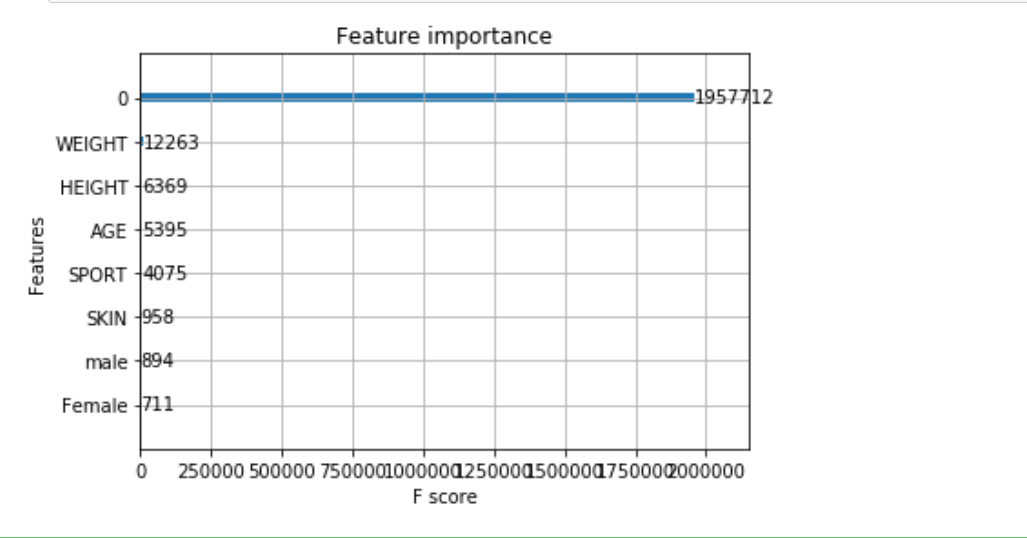 Feature importance
0 1957712
WEIGHT 12263
HEIGHT 6369
AGE 5395
SPORT 4075
SKIN 958
male 894
Female 711
Features
0 250000 500000 750000 1000000 1250000 1500000 1750000 2000000
F score